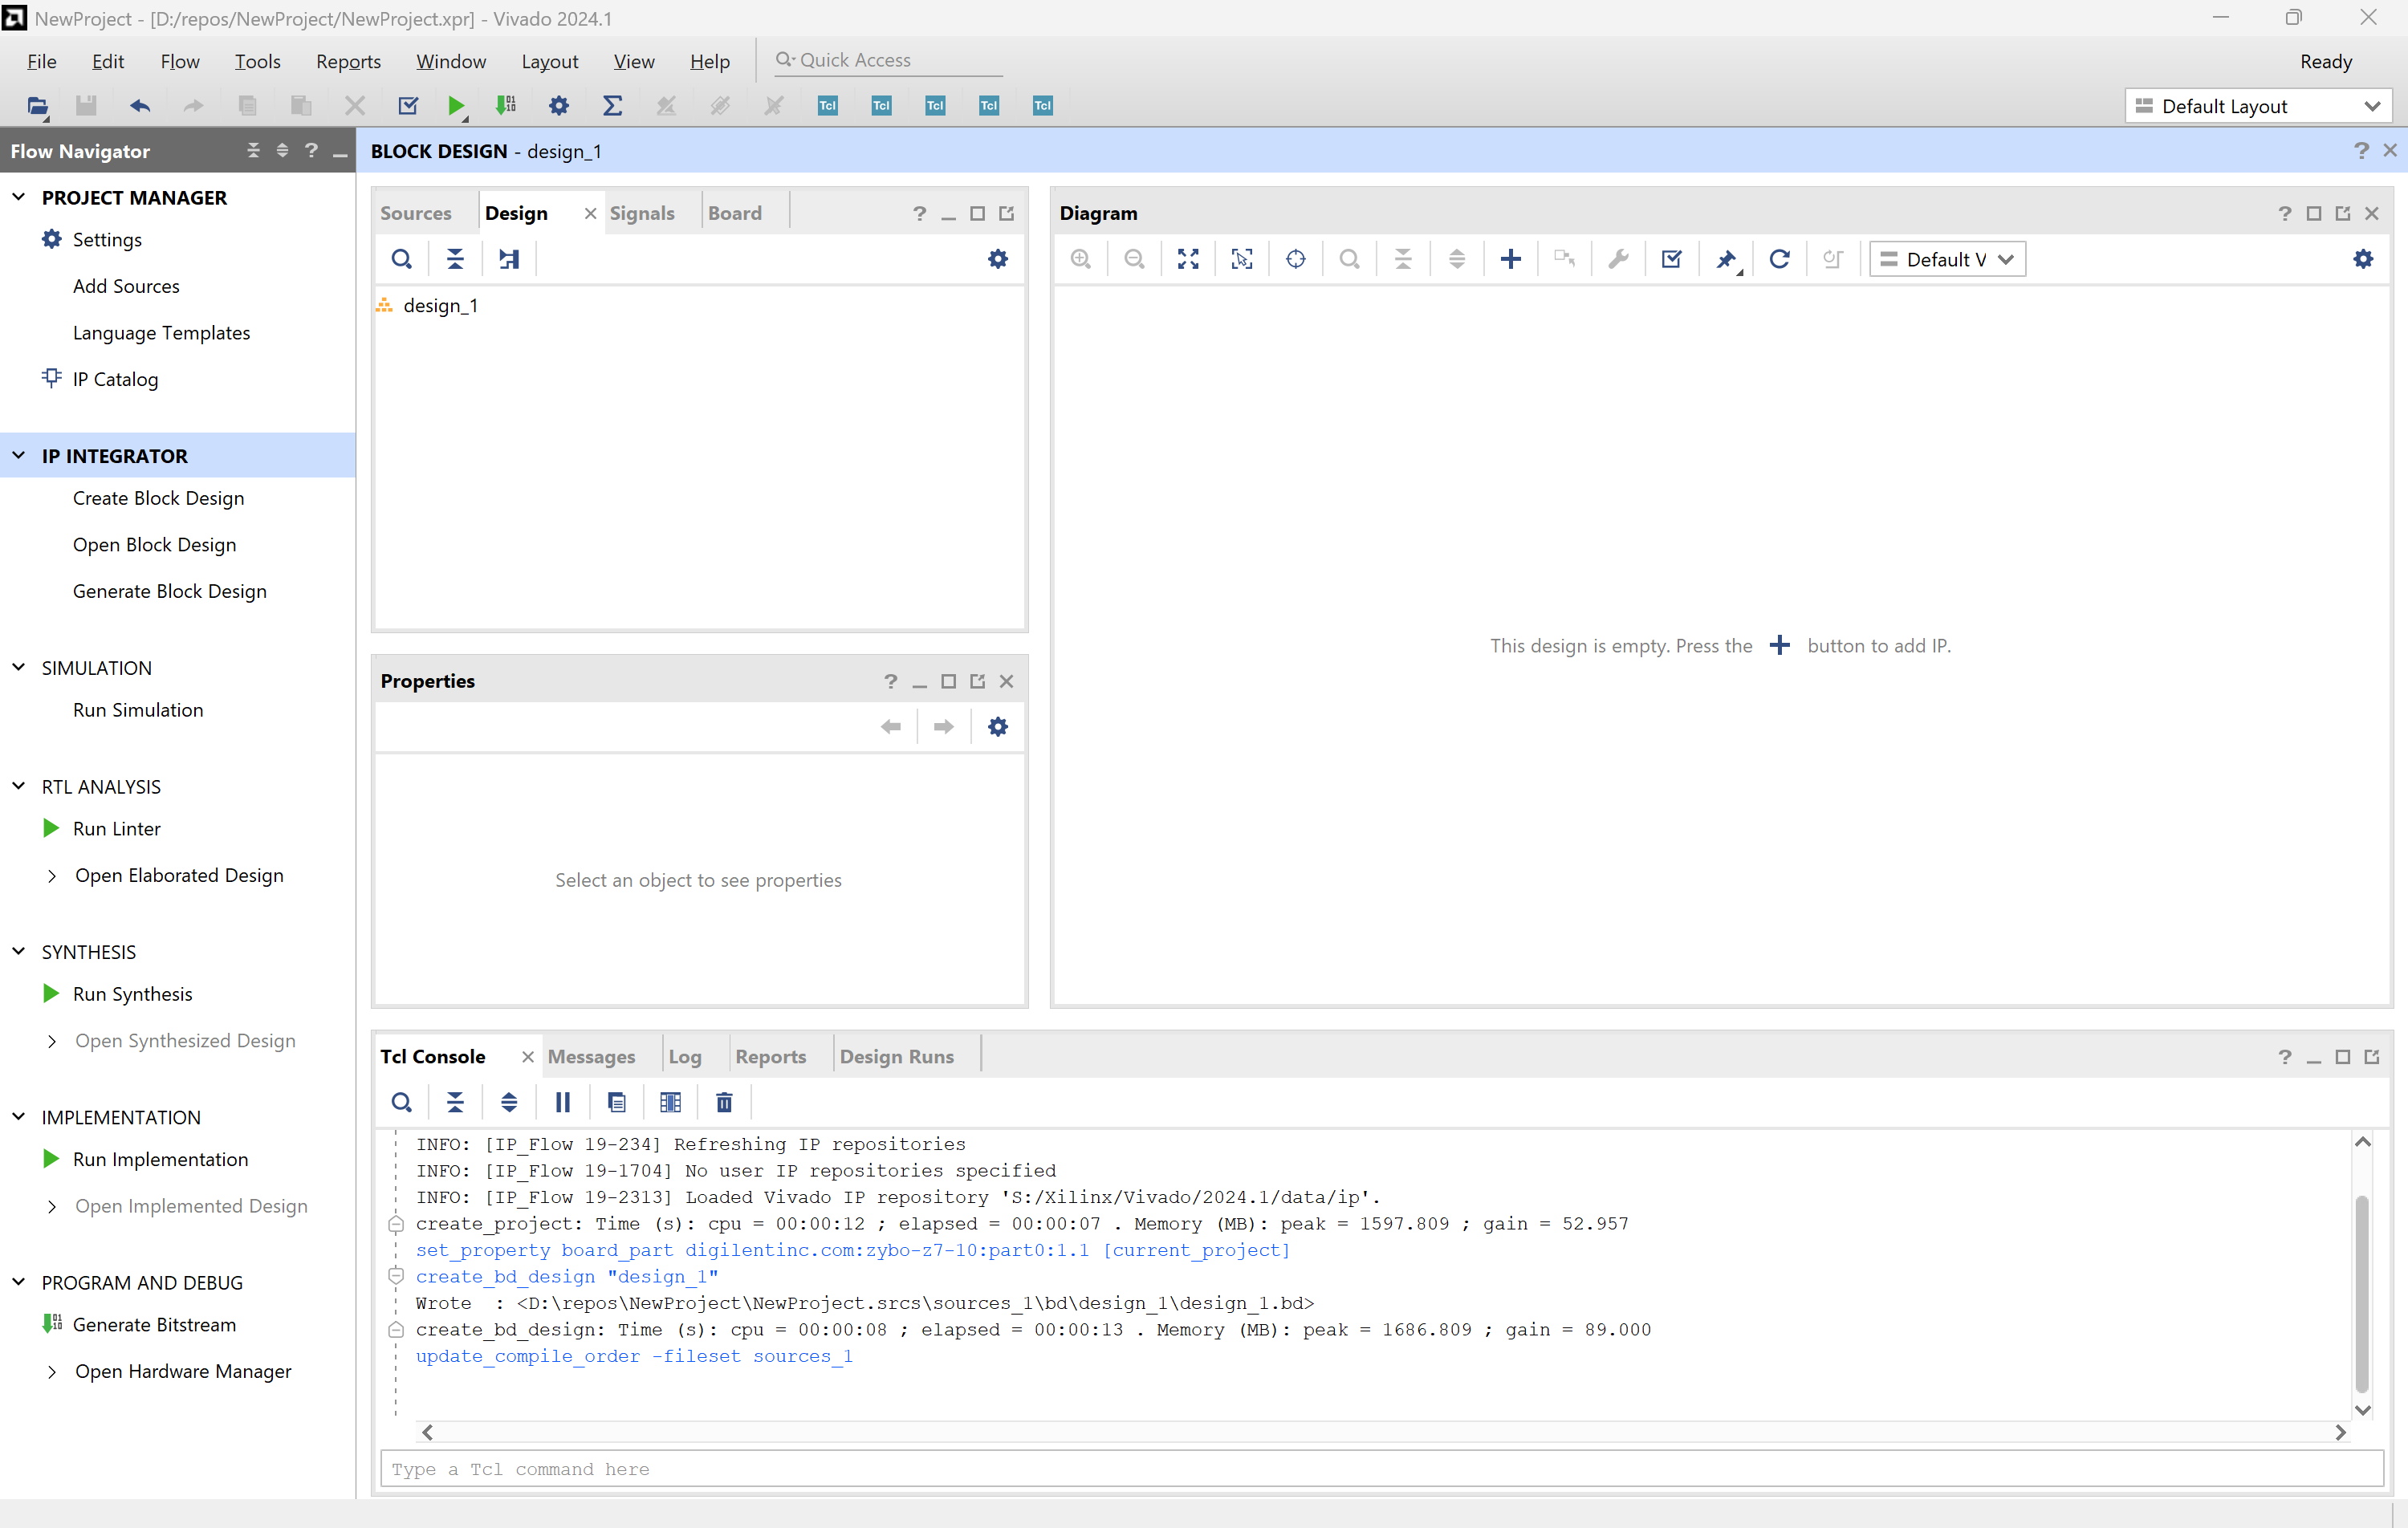 NewProject - [D:/repos/NewProject/NewProject.xpr] - Vivado 2024.1
File Edit Flow Tools Reports Window Layout View Help Quick Access Ready
Tcl Tcl Tcl Tcl Tcl Default Layout
Flow Navigator
BLOCK DESIGN - design_1
PROJECT MANAGER
Settings
Add Sources
Language Templates
IP Catalog
IP INTEGRATOR
Create Block Design
Open Block Design
Generate Block Design
SIMULATION
Run Simulation
RTL ANALYSIS
Run Linter
Open Elaborated Design
SYNTHESIS
Run Synthesis
Open Synthesized Design
IMPLEMENTATION
Run Implementation
Open Implemented Design
PROGRAM AND DEBUG
Generate Bitstream
Open Hardware Manager
Sources Design Signals Board
design_1
Properties
Select an object to see properties
Diagram
Default V
This design is empty. Press the + button to add IP.
Tcl Console Messages Log Reports Design Runs
INFO: [IP_Flow 19-234] Refreshing IP repositories
INFO: [IP_Flow 19-1704] No user IP repositories specified
INFO: [IP_Flow 19-2313] Loaded Vivado IP repository 'S:/Xilinx/Vivado/2024.1/data/ip'.
create_project: Time (s): cpu = 00:00:12 ; elapsed = 00:00:07 . Memory (MB): peak = 1597.809 ; gain = 52.957
set_property board_part digilentinc.com:zybo-z7-10:part0:1.1 [current_project]
create_bd_design "design_1"
Wrote  : <D:\repos\NewProject\NewProject.srcs\sources_1\bd\design_1\design_1.bd>
create_bd_design: Time (s): cpu = 00:00:08 ; elapsed = 00:00:13 . Memory (MB): peak = 1686.809 ; gain = 89.000
update_compile_order -fileset sources_1
Type a Tcl command here